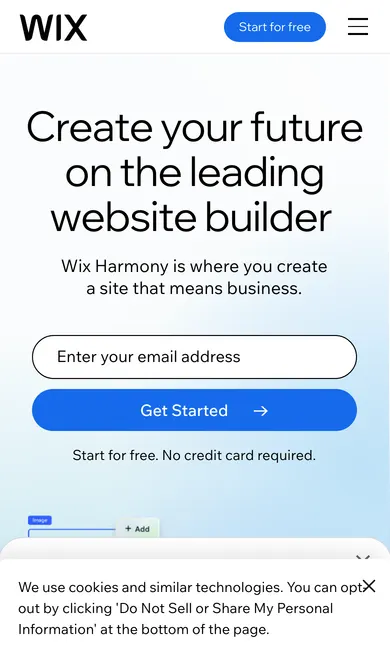 WIX
Start for free
Create your future
on the leading
website builder
Wix Harmony is where you create
a site that means business.
Enter your email address
Get Started →
Start for free. No credit card required.
Image
+ Add
We use cookies and similar technologies. You can opt-
out by clicking 'Do Not Sell or Share My Personal
Information' at the bottom of the page.